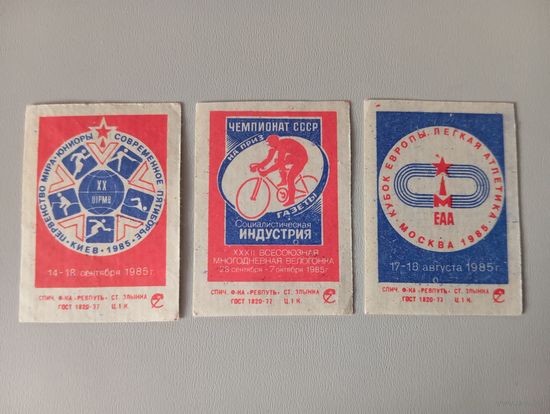 ПЕРВЕНСТВО МИРА·ЮНИОРЫ СОВРЕМЕННОЕ ПЯТИБОРЬЕ
·КИЕВ·1985·
XX
UIPMB
14-18 сентября 1985 г.
СПИЧ. Ф-КА «РЕВПУТЬ» СТ. ЗЛЫНКА
ГОСТ 1820-77 Ц.1 К.
ЧЕМПИОНАТ СССР
НА ПРИЗ
ГАЗЕТЫ
Социалистическая
ИНДУСТРИЯ
XXXII ВСЕСОЮЗНАЯ
МНОГОДНЕВНАЯ ВЕЛОГОНКА
23 сентября - 7 октября 1985г.
СПИЧ. Ф-КА «РЕВПУТЬ» СТ. ЗЛЫНКА
ГОСТ 1820-77 Ц.1 К.
КУБОК ЕВРОПЫ. ЛЕГКАЯ АТЛЕТИКА
МОСКВА 1985
EAA
17-18 августа 1985 г.
СПИЧ. Ф-КА «РЕВПУТЬ» СТ. ЗЛЫНКА
ГОСТ 1820-77 Ц.1 К.